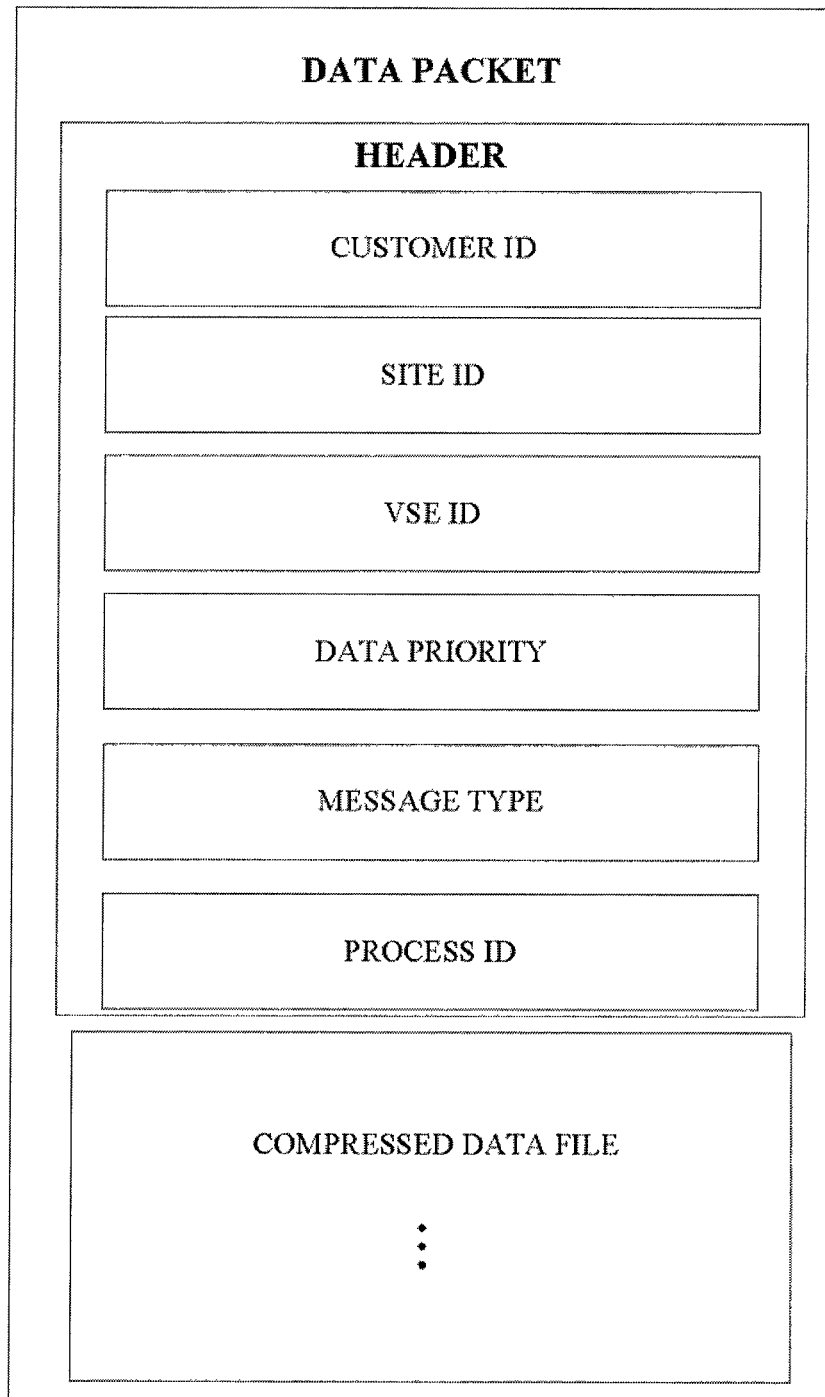 DATA PACKET
HEADER
CUSTOMER ID
SITE ID
VSE ID
DATA PRIORITY
MESSAGE TYPE
PROCESS ID
COMPRESSED DATA FILE